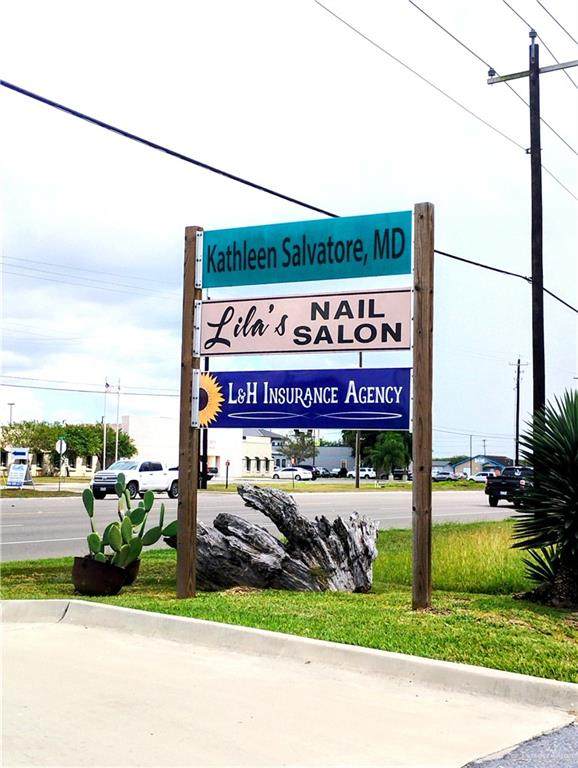 Kathleen Salvatore, MD
Lila's NAIL SALON
L&H INSURANCE AGENCY